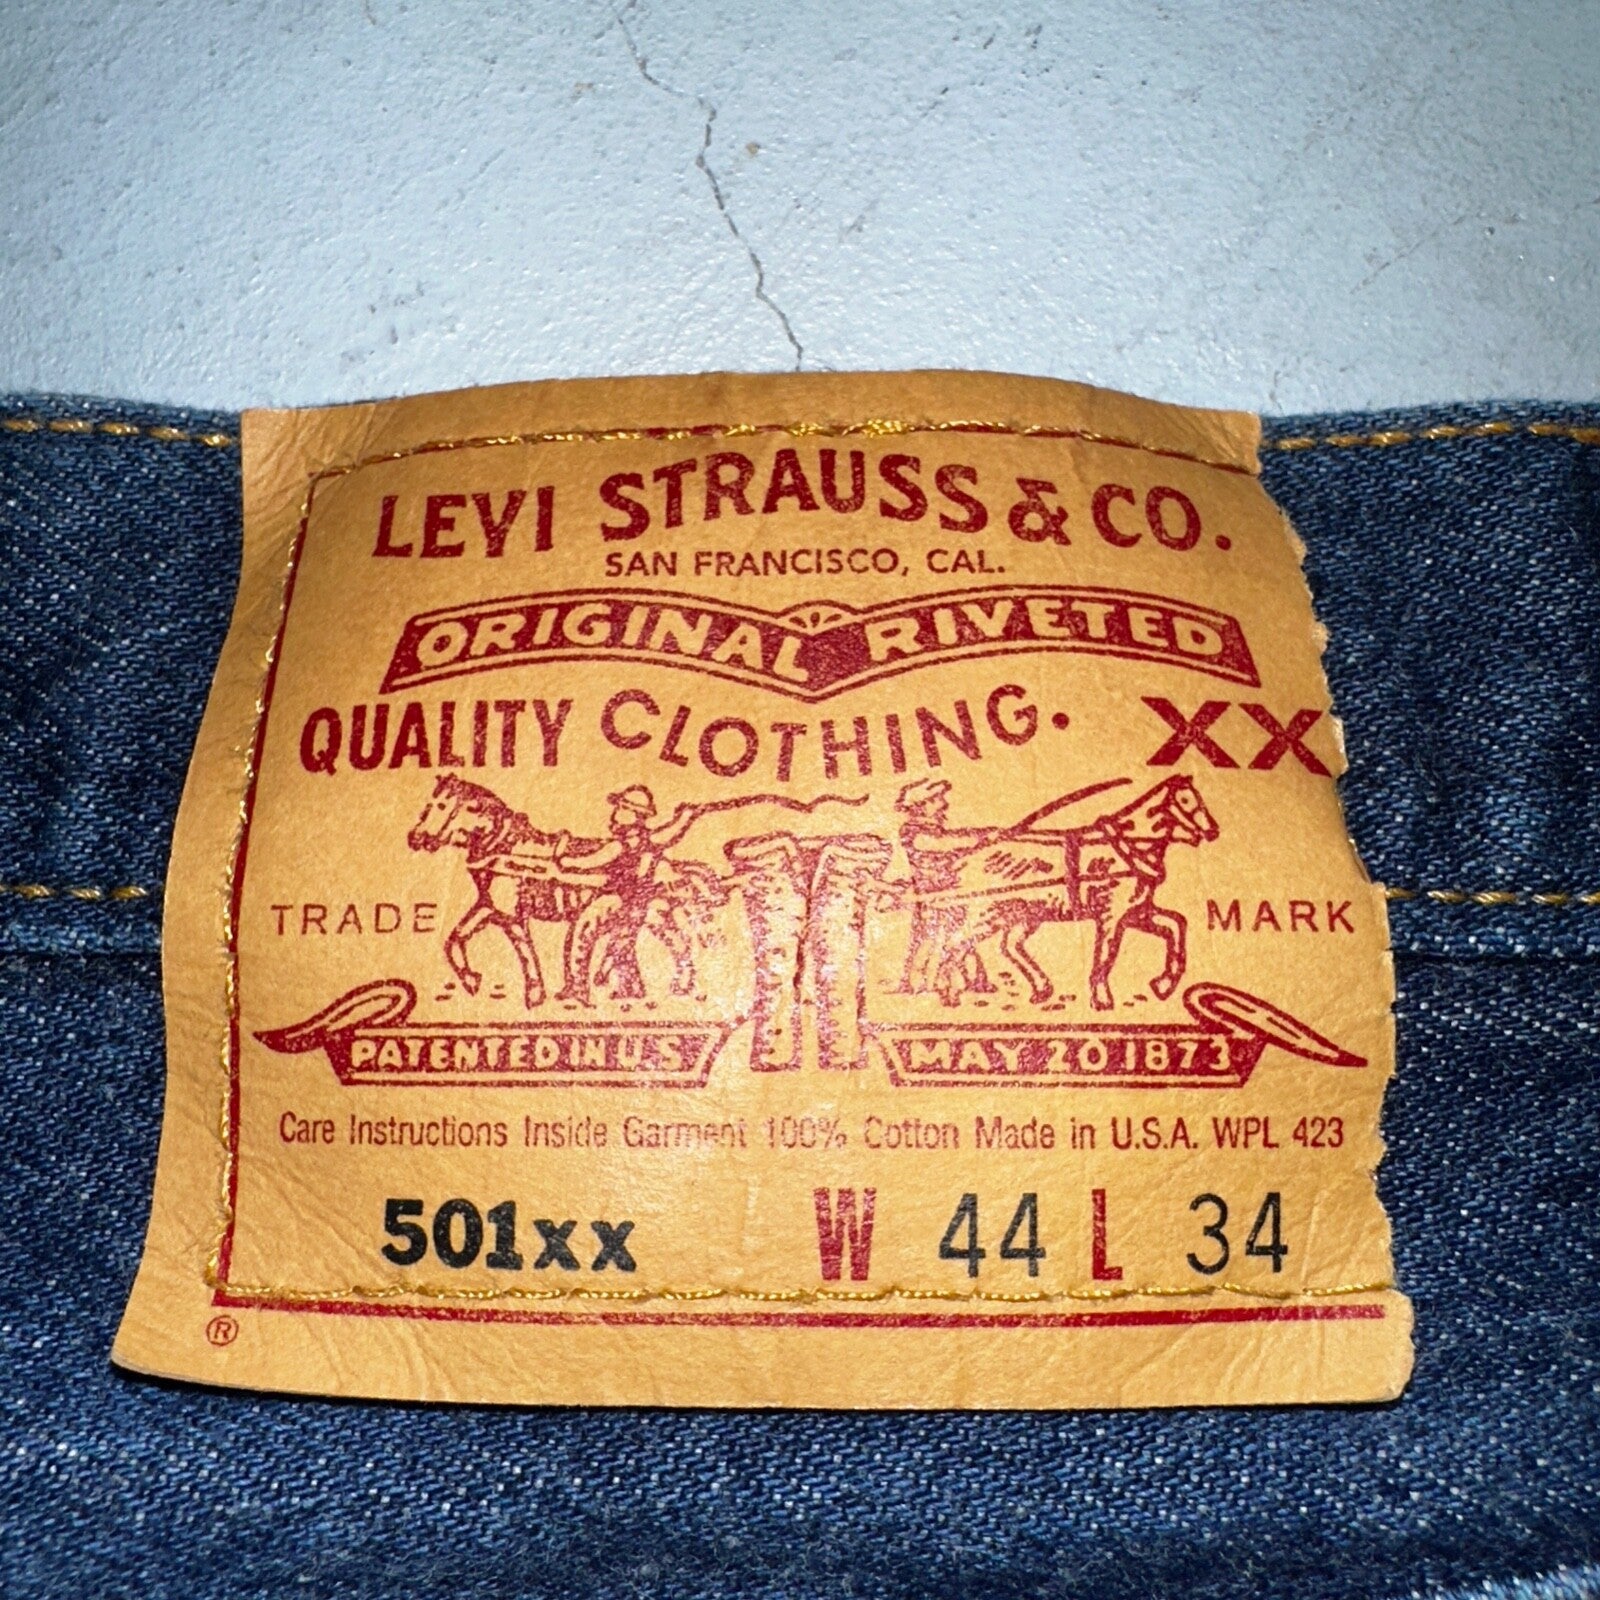 LEVI STRAUSS & CO.
SAN FRANCISCO, CAL.
ORIGINAL RIVETED
QUALITY CLOTHING. XX
TRADE MARK
PATENTED IN U.S MAY 20 1873
Care Instructions Inside Garment 100% Cotton Made in U.S.A. WPL 423
501xx W 44 L 34
®